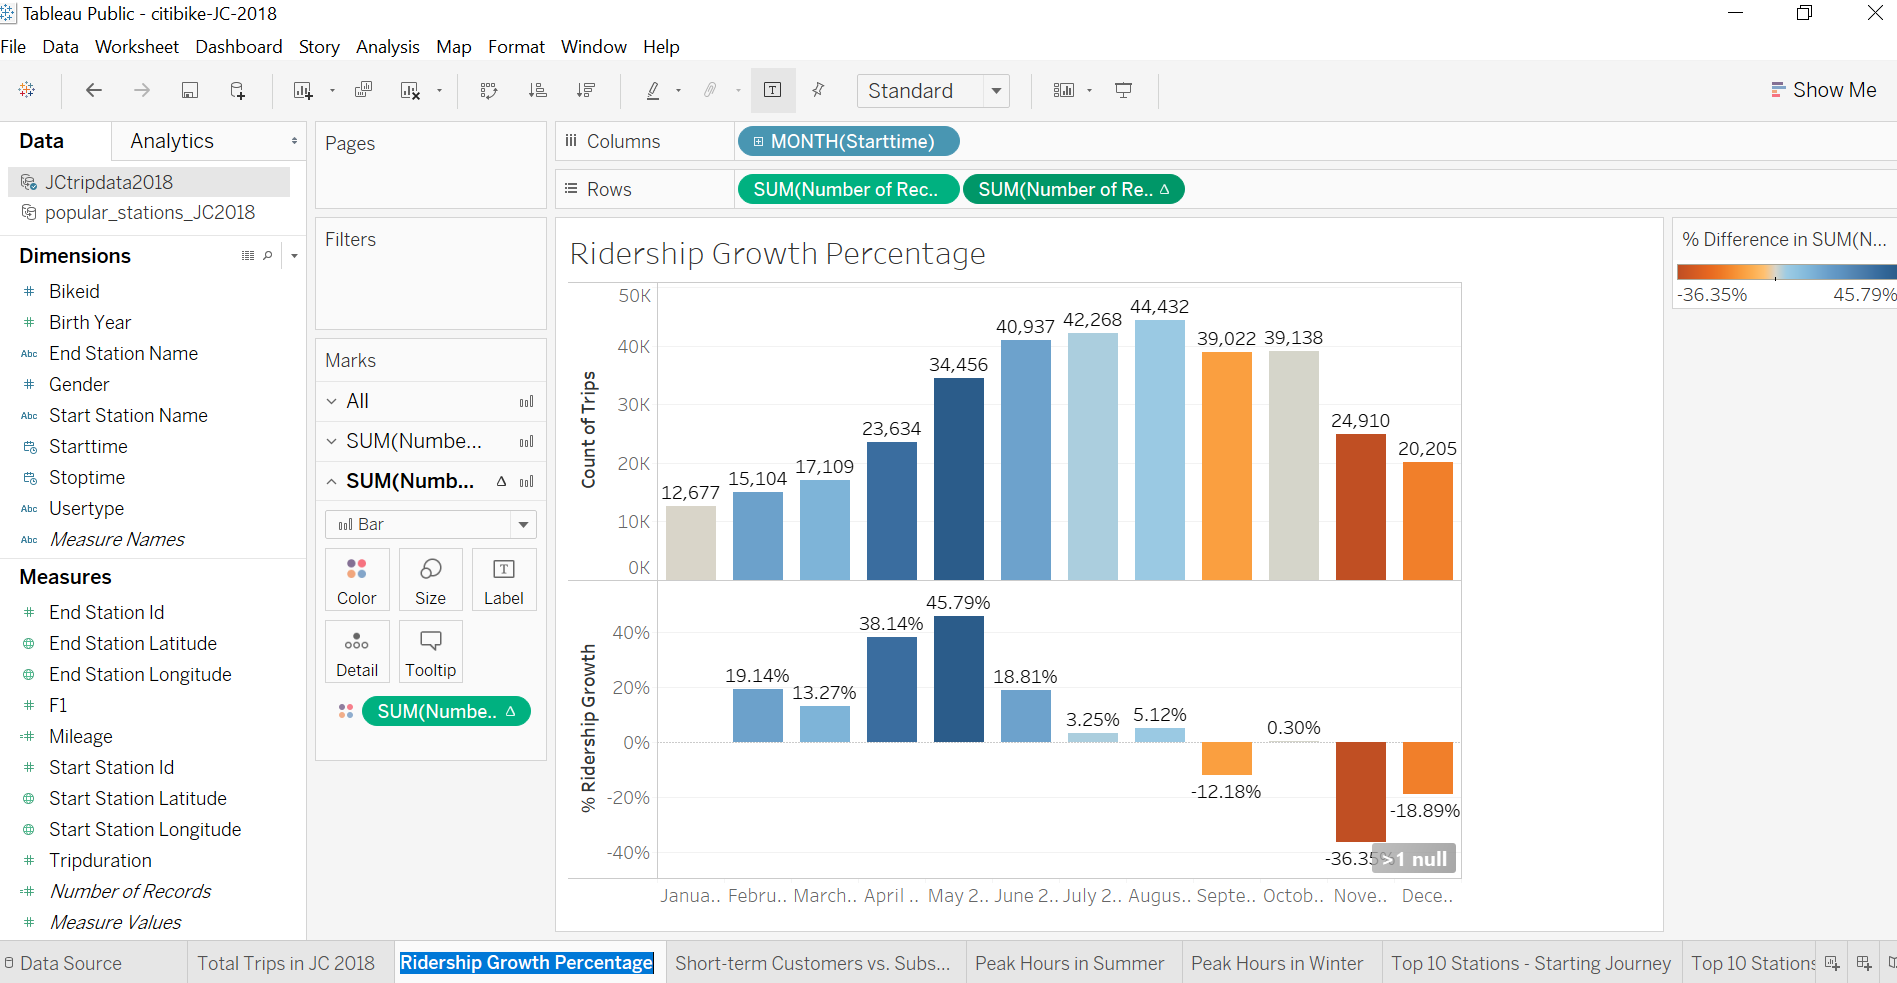 Tableau Public - citibike-JC-2018
File Data Worksheet Dashboard Story Analysis Map Format Window Help
Standard
Show Me
Data
Analytics
JCtripdata2018
popular_stations_JC2018
Dimensions
# Bikeid
# Birth Year
Abc End Station Name
# Gender
Abc Start Station Name
Starttime
Stoptime
Abc Usertype
Abc Measure Names
Measures
# End Station Id
End Station Latitude
End Station Longitude
# F1
=# Mileage
# Start Station Id
Start Station Latitude
Start Station Longitude
# Tripduration
=# Number of Records
# Measure Values
Pages
Filters
Marks
All
SUM(Numbe...
SUM(Numb... Δ
Bar
Color
Size
T
Label
Detail
Tooltip
SUM(Numbe.. Δ
iii Columns
MONTH(Starttime)
Rows
SUM(Number of Rec..
SUM(Number of Re.. Δ
Ridership Growth Percentage
Count of Trips
50K
40K
30K
20K
10K
0K
12,677
15,104
17,109
23,634
34,456
40,937
42,268
44,432
39,022
39,138
24,910
20,205
% Ridership Growth
40%
20%
0%
-20%
-40%
19.14%
13.27%
38.14%
45.79%
18.81%
3.25%
5.12%
-12.18%
0.30%
-36.35
-18.89%
>1 null
Janua.. Febru.. March.. April .. May 2.. June 2.. July 2.. Augus.. Septe.. Octob.. Nove.. Dece..
% Difference in SUM(N...
-36.35%
45.79%
Data Source
Total Trips in JC 2018
Ridership Growth Percentage
Short-term Customers vs. Subs...
Peak Hours in Summer
Peak Hours in Winter
Top 10 Stations - Starting Journey
Top 10 Stations